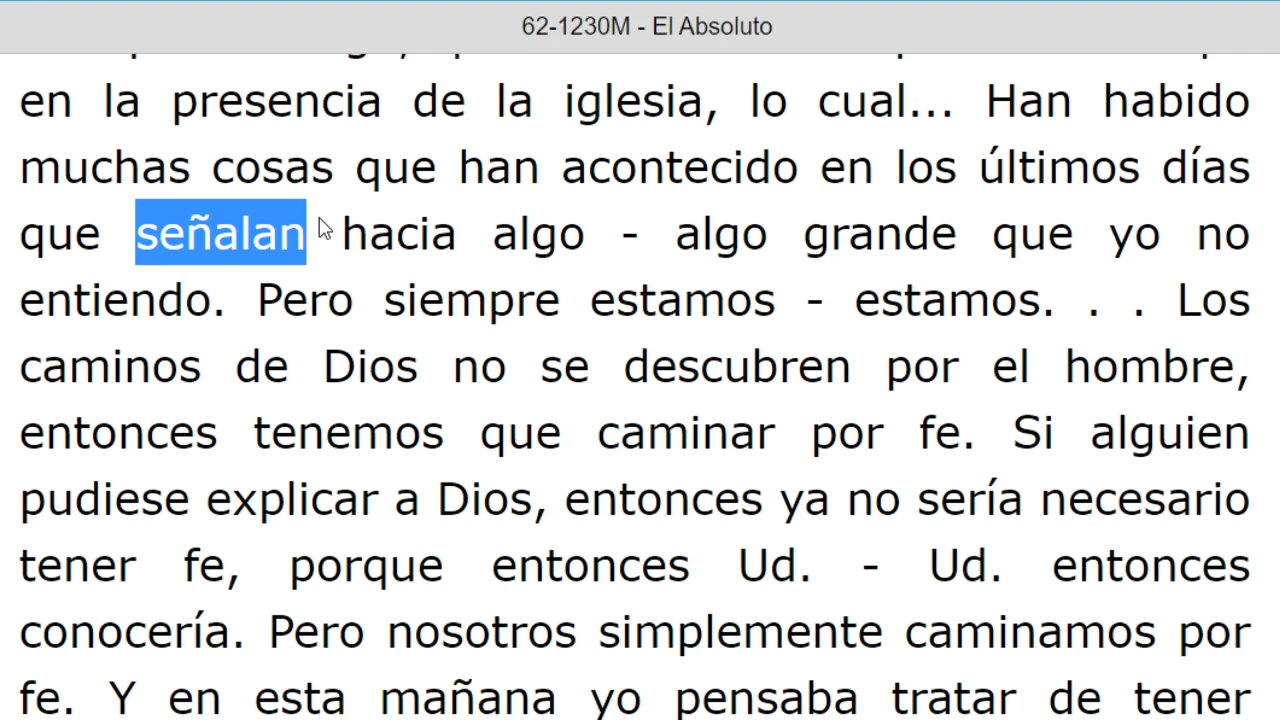 62-1230M - El Absoluto
en la presencia de la iglesia, lo cual... Han habido
muchas cosas que han acontecido en los últimos días
que señalan hacia algo - algo grande que yo no
entiendo. Pero siempre estamos - estamos. . . Los
caminos de Dios no se descubren por el hombre,
entonces tenemos que caminar por fe. Si alguien
pudiese explicar a Dios, entonces ya no sería necesario
tener fe, porque entonces Ud. - Ud. entonces
conocería. Pero nosotros simplemente caminamos por
fe. Y en esta mañana yo pensaba tratar de tener